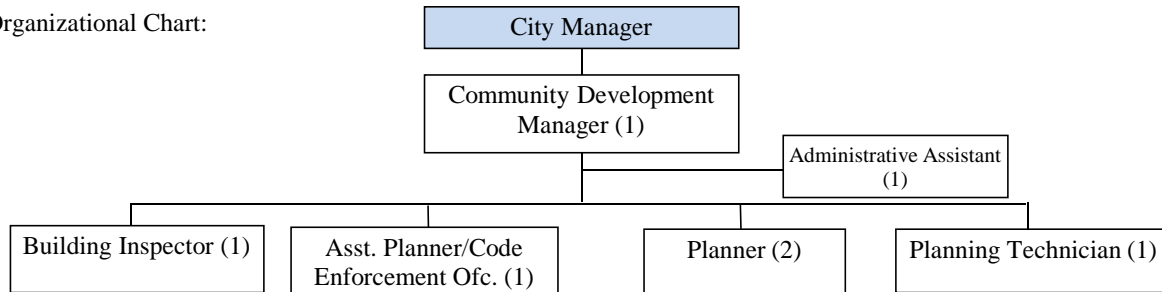 Organizational Chart:
City Manager
Community Development
Manager (1)
Administrative Assistant
(1)
Building Inspector (1)
Asst. Planner/Code
Enforcement Ofc. (1)
Planner (2)
Planning Technician (1)